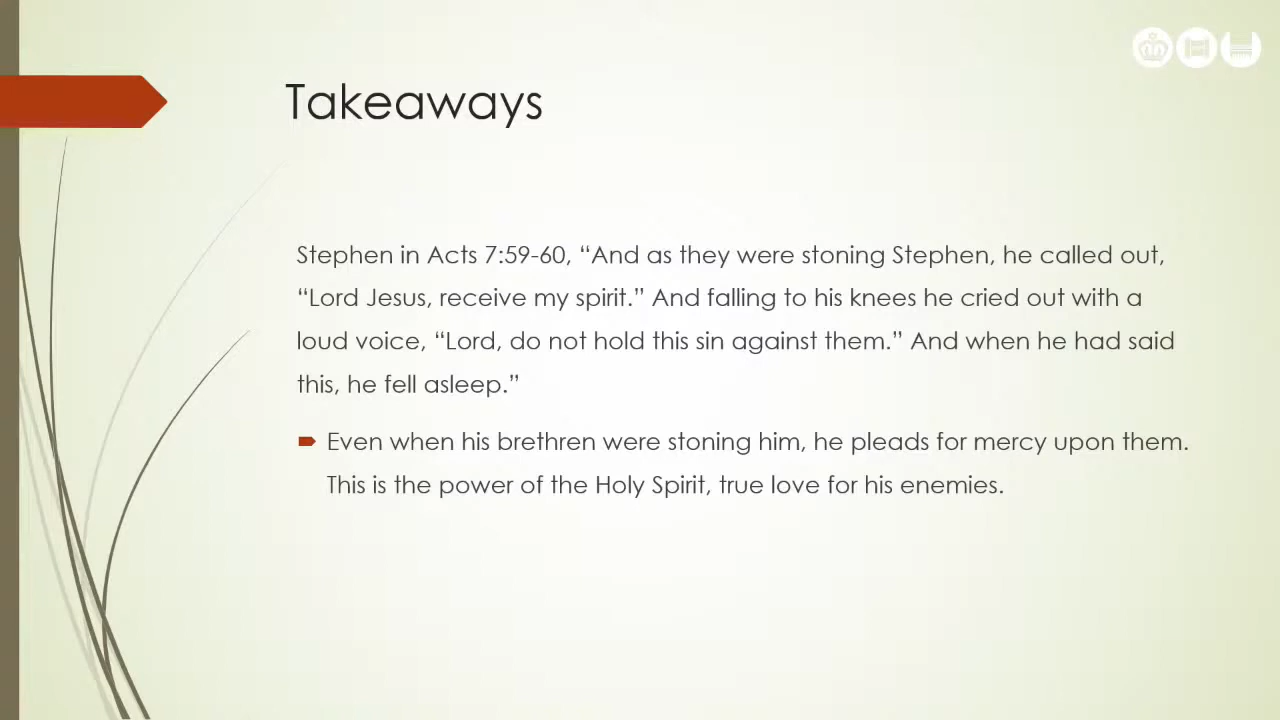 Takeaways
Stephen in Acts 7:59-60, “And as they were stoning Stephen, he called out,
“Lord Jesus, receive my spirit.” And falling to his knees he cried out with a
loud voice, “Lord, do not hold this sin against them.” And when he had said
this, he fell asleep.”
Even when his brethren were stoning him, he pleads for mercy upon them.
This is the power of the Holy Spirit, true love for his enemies.